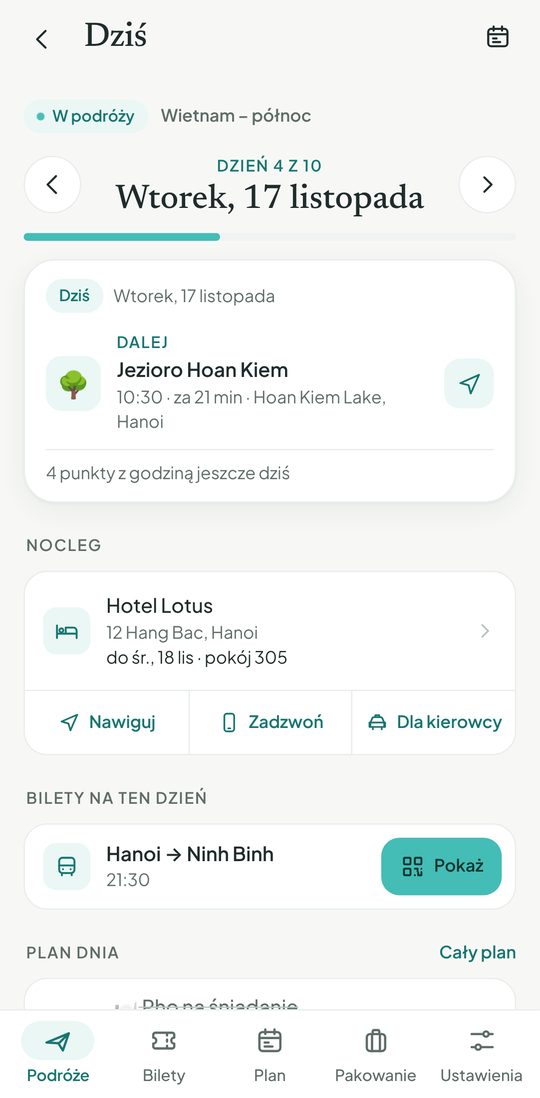 Dziś
W podróży Wietnam – północ
DZIEŃ 4 Z 10
Wtorek, 17 listopada
Dziś Wtorek, 17 listopada
DALEJ
Jezioro Hoan Kiem
10:30 · za 21 min · Hoan Kiem Lake,
Hanoi
4 punkty z godziną jeszcze dziś
NOCLEG
Hotel Lotus
12 Hang Bac, Hanoi
do śr., 18 lis · pokój 305
Nawiguj Zadzwoń Dla kierowcy
BILETY NA TEN DZIEŃ
Hanoi → Ninh Binh
21:30
Pokaż
PLAN DNIA Cały plan
Pho na śniadanie
Podróże Bilety Plan Pakowanie Ustawienia